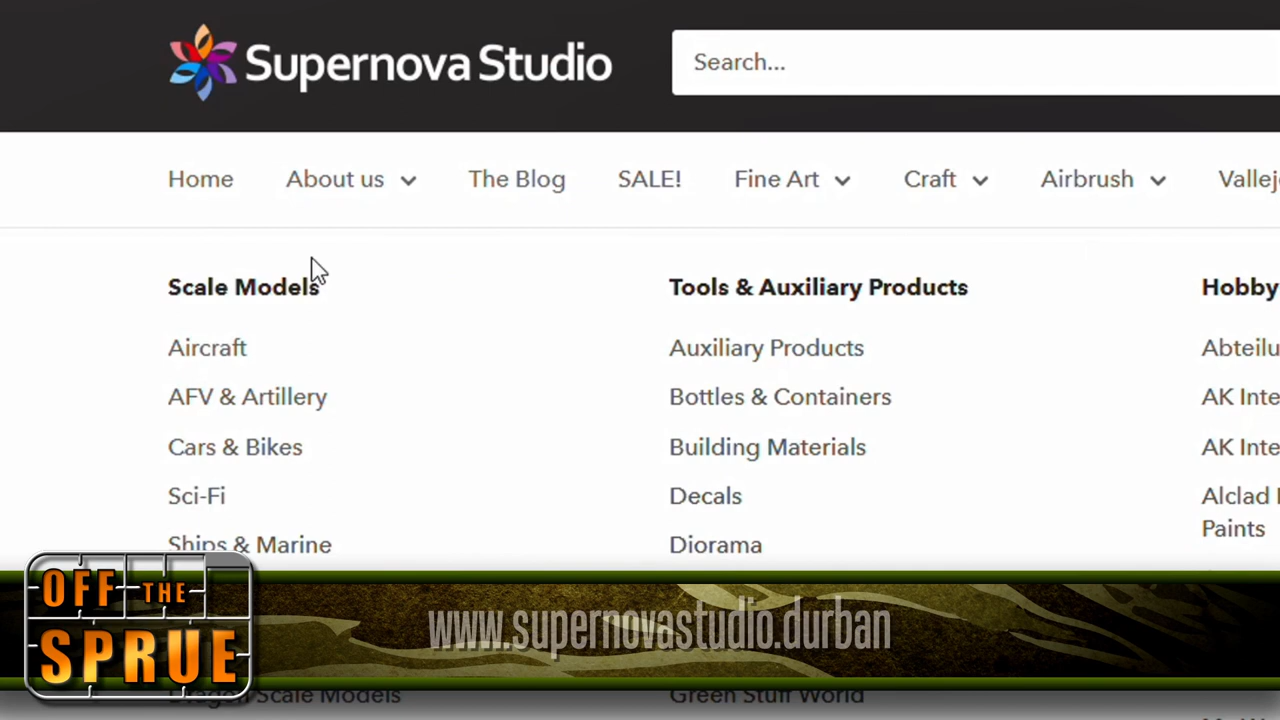 Supernova Studio
Search...
Home About us The Blog SALE! Fine Art Craft Airbrush Vallej
Scale Models Tools & Auxiliary Products Hobby
Aircraft Auxiliary Products Abteilu
AFV & Artillery Bottles & Containers AK Inte
Cars & Bikes Building Materials AK Inte
Sci-Fi Decals Alclad
Paints
Ships & Marine Diorama
OFF THE
SPRUE
www.supernovastudio.durban
Dragon Scale Models Green Stuff World